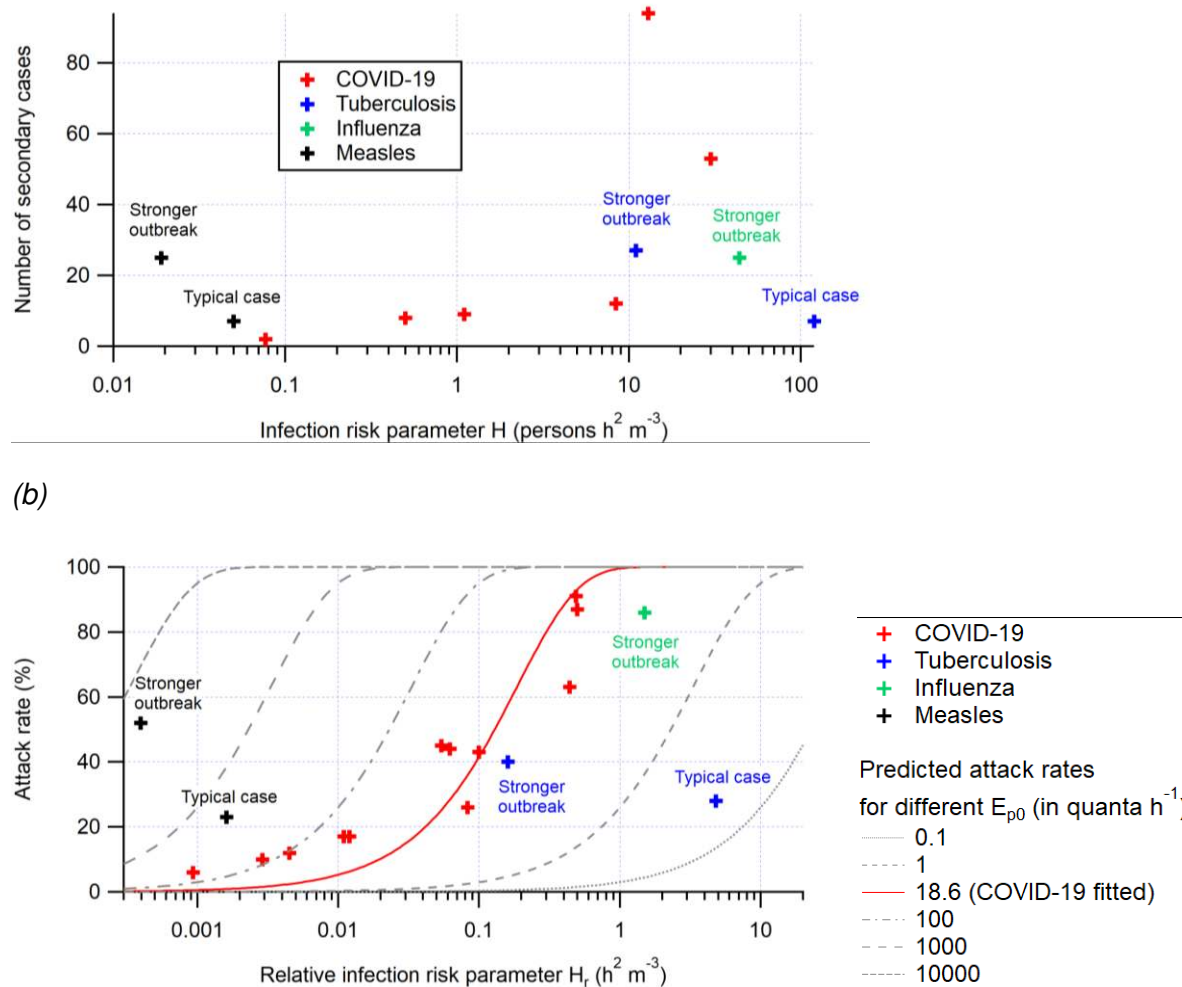 80
60
40
20
0
Number of secondary cases
COVID-19
Tuberculosis
Influenza
Measles
Stronger
outbreak
Typical case
Stronger
outbreak
Stronger
outbreak
Typical case
0.01
0.1
1
10
100
Infection risk parameter H (persons h² m⁻³)
(b)
100
80
60
40
20
0
Attack rate (%)
Stronger
outbreak
Typical case
Stronger
outbreak
Stronger
outbreak
Typical case
0.001
0.01
0.1
1
10
Relative infection risk parameter Hᵣ (h² m⁻³)
COVID-19
Tuberculosis
Influenza
Measles
Predicted attack rates
for different Eₚ₀ (in quanta h⁻¹)
0.1
1
18.6 (COVID-19 fitted)
100
1000
10000